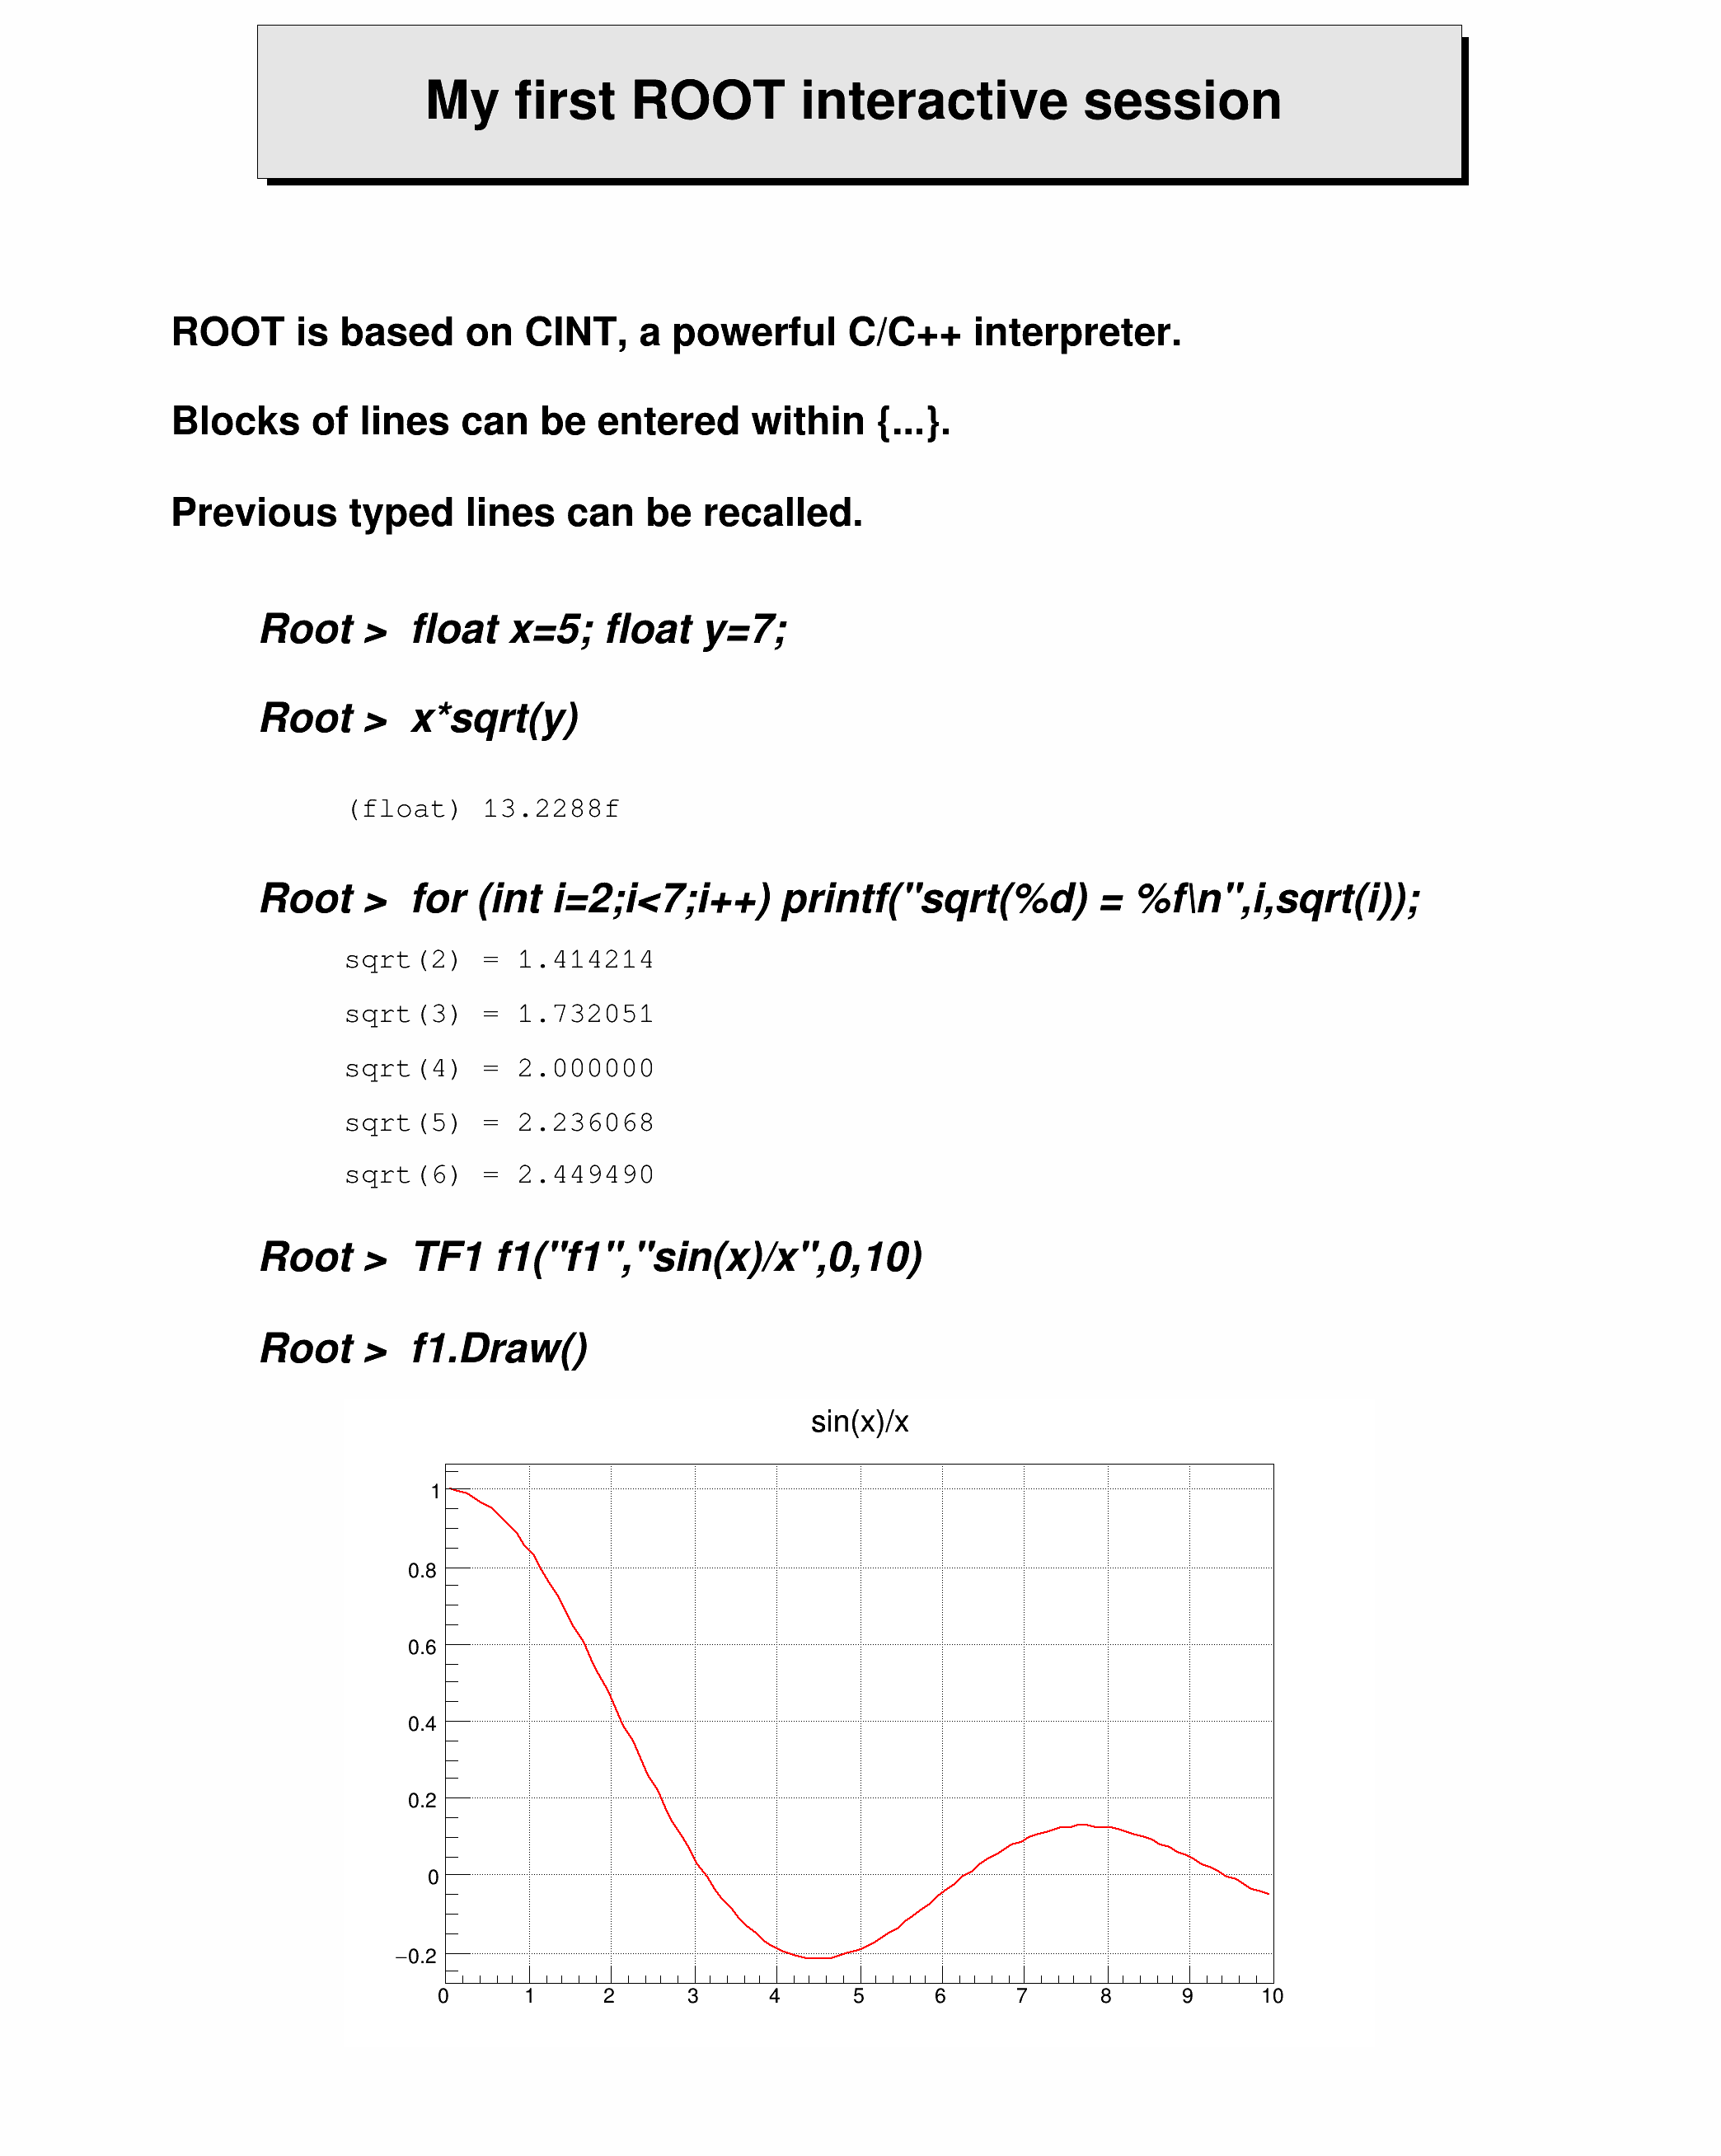 My first ROOT interactive session
ROOT is based on CINT, a powerful C/C++ interpreter.
Blocks of lines can be entered within {...}.
Previous typed lines can be recalled.
Root > float x=5; float y=7;
Root > x*sqrt(y)
(float) 13.2288f
Root > for (int i=2;i<7;i++) printf("sqrt(%d) = %f\n",i,sqrt(i));
sqrt(2) = 1.414214
sqrt(3) = 1.732051
sqrt(4) = 2.000000
sqrt(5) = 2.236068
sqrt(6) = 2.449490
Root > TF1 f1("f1","sin(x)/x",0,10)
Root > f1.Draw()
sin(x)/x
1
0.8
0.6
0.4
0.2
0
−0.2
0 1 2 3 4 5 6 7 8 9 10